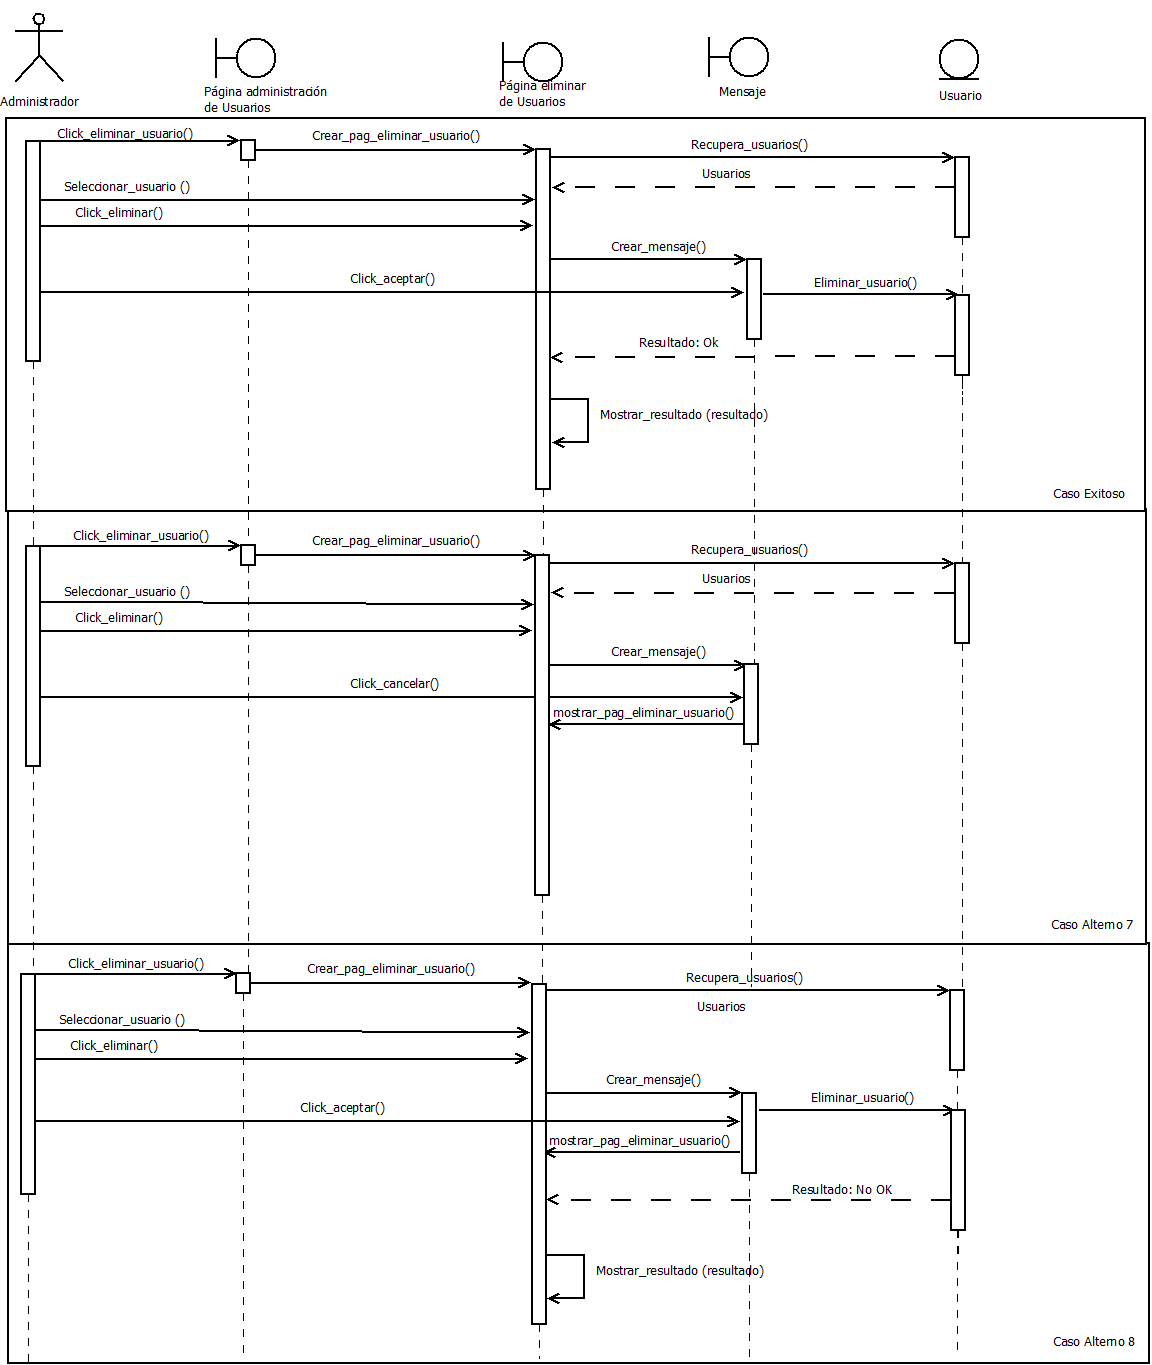 Administrador
Página administración
de Usuarios
Página eliminar
de Usuarios
Mensaje
Usuario
Click_eliminar_usuario()
Crear_pag_eliminar_usuario()
Recupera_usuarios()
Usuarios
Seleccionar_usuario ()
Click_eliminar()
Crear_mensaje()
Click_aceptar()
Eliminar_usuario()
Resultado: Ok
Mostrar_resultado (resultado)
Caso Exitoso
Click_eliminar_usuario()
Crear_pag_eliminar_usuario()
Recupera_usuarios()
Usuarios
Seleccionar_usuario ()
Click_eliminar()
Crear_mensaje()
Click_cancelar()
mostrar_pag_eliminar_usuario()
Caso Alterno 7
Click_eliminar_usuario()
Crear_pag_eliminar_usuario()
Recupera_usuarios()
Usuarios
Seleccionar_usuario ()
Click_eliminar()
Crear_mensaje()
Click_aceptar()
Eliminar_usuario()
mostrar_pag_eliminar_usuario()
Resultado: No OK
Mostrar_resultado (resultado)
Caso Alterno 8